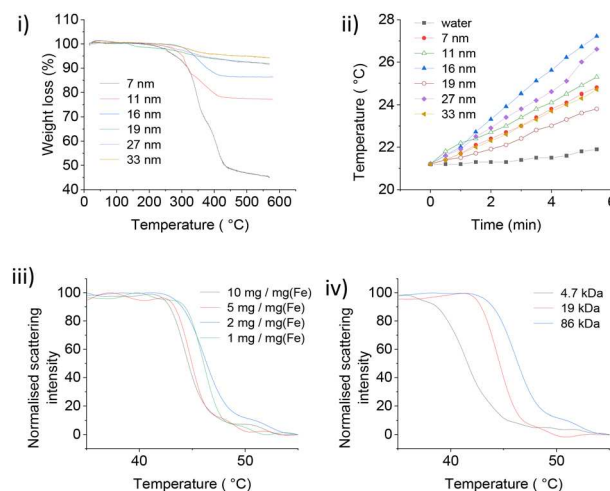 i)
110
100
90
80
70
60
50
40
Weight loss (%)
7 nm
11 nm
16 nm
19 nm
27 nm
33 nm
0 100 200 300 400 500 600
Temperature ( °C)
ii)
28
26
24
22
20
Temperature ( °C)
water
7 nm
11 nm
16 nm
19 nm
27 nm
33 nm
0 2 4 6
Time (min)
iii)
100
80
60
40
20
0
Normalised scattering
intensity
10 mg / mg(Fe)
5 mg / mg(Fe)
2 mg / mg(Fe)
1 mg / mg(Fe)
40 50
Temperature ( °C)
iv)
100
80
60
40
20
0
Normalised scattering
intensity
4.7 kDa
19 kDa
86 kDa
40 50
Temperature ( °C)